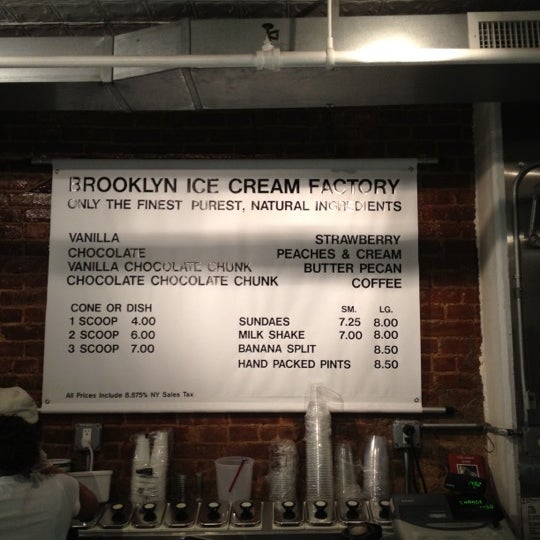 BROOKLYN ICE CREAM FACTORY
ONLY THE FINEST PUREST, NATURAL INGREDIENTS
VANILLA STRAWBERRY
CHOCOLATE PEACHES & CREAM
VANILLA CHOCOLATE CHUNK BUTTER PECAN
CHOCOLATE CHOCOLATE CHUNK COFFEE
CONE OR DISH SM. LG.
1 SCOOP 4.00 SUNDAES 7.25 8.00
2 SCOOP 6.00 MILK SHAKE 7.00 8.00
3 SCOOP 7.00 BANANA SPLIT 8.50
HAND PACKED PINTS 8.50
All Prices Include 8.875% NY Sales Tax
CHANGE